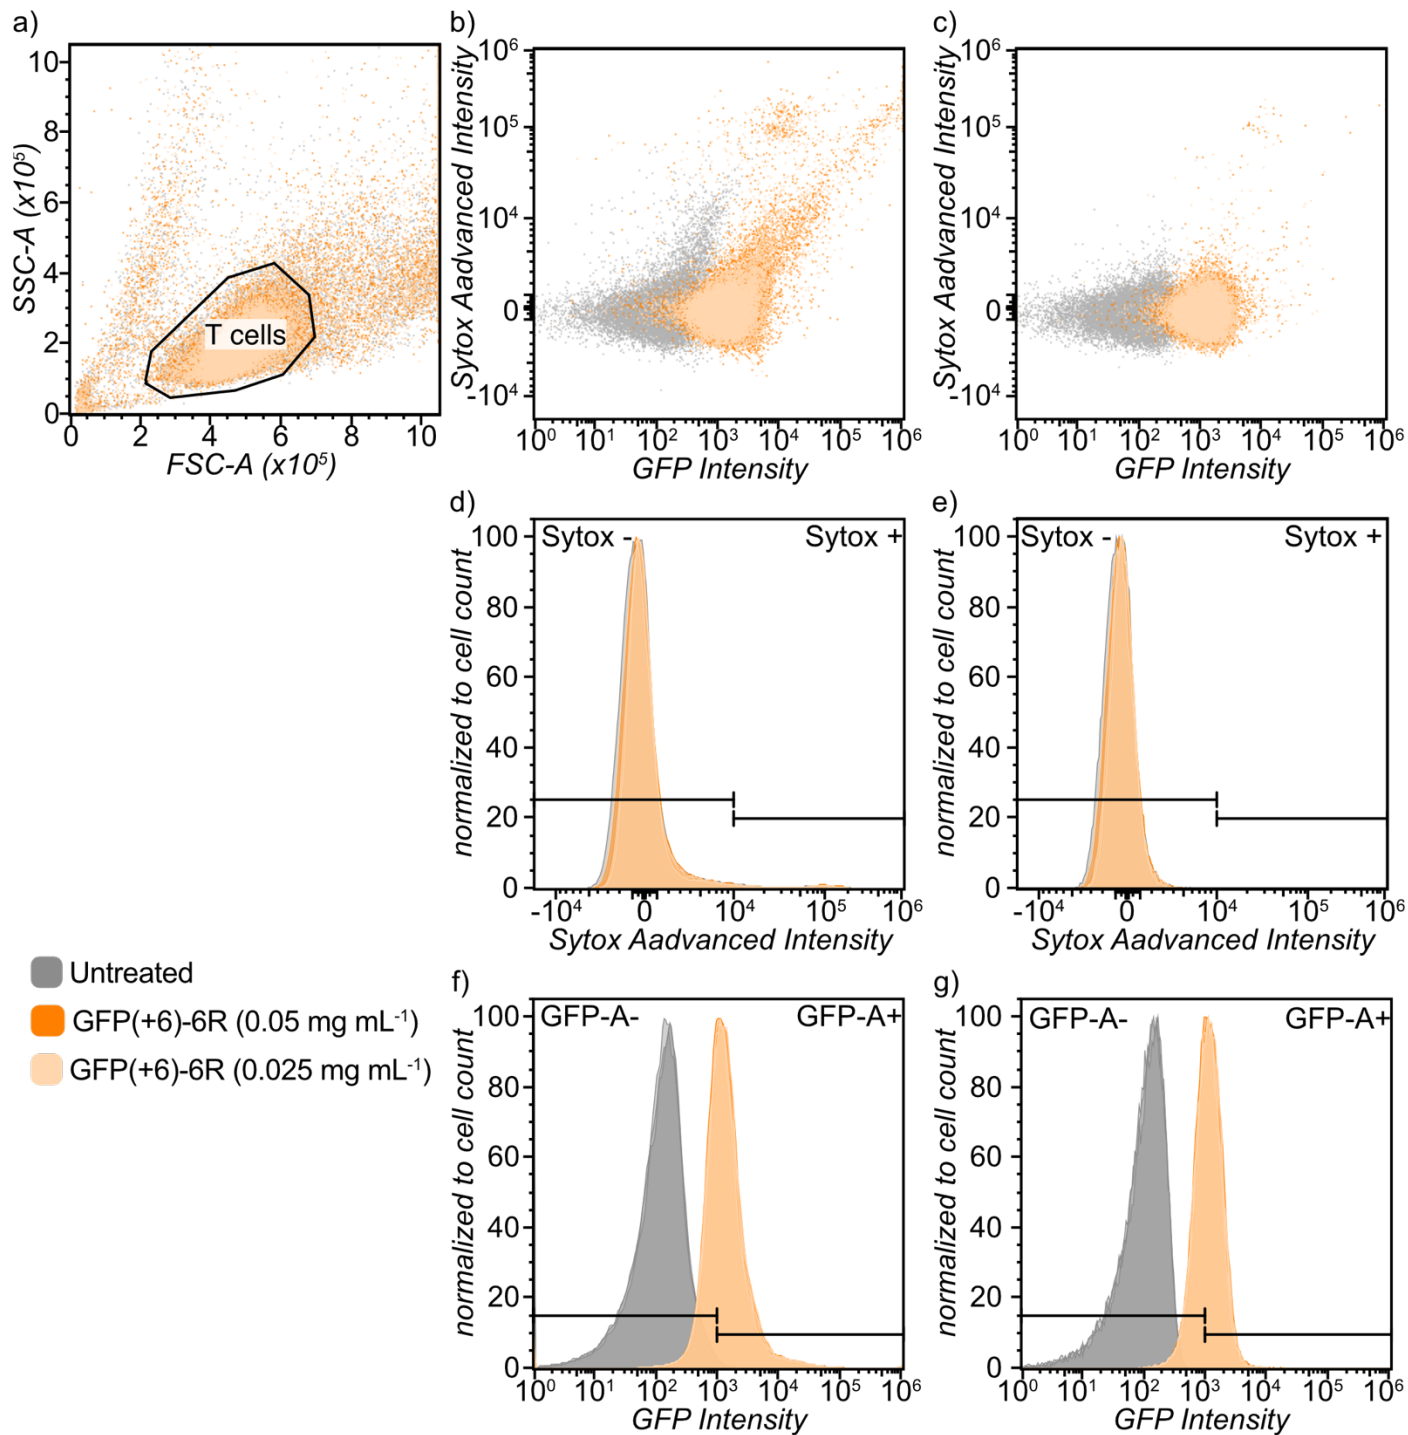 a)
SSC-A (x10⁵)
10
8
6
4
2
0
T cells
0 2 4 6 8 10
FSC-A (x10⁵)
b)
Sytox Aadvanced Intensity
10⁶
10⁵
10⁴
0
-10⁴
10⁰ 10¹ 10² 10³ 10⁴ 10⁵ 10⁶
GFP Intensity
c)
Sytox Aadvanced Intensity
10⁶
10⁵
10⁴
0
-10⁴
10⁰ 10¹ 10² 10³ 10⁴ 10⁵ 10⁶
GFP Intensity
d)
normalized to cell count
100
80
60
40
20
0
Sytox - Sytox +
-10⁴ 0 10⁴ 10⁵ 10⁶
Sytox Aadvanced Intensity
e)
normalized to cell count
100
80
60
40
20
0
Sytox - Sytox +
-10⁴ 0 10⁴ 10⁵ 10⁶
Sytox Aadvanced Intensity
Untreated
GFP(+6)-6R (0.05 mg mL⁻¹)
GFP(+6)-6R (0.025 mg mL⁻¹)
f)
normalized to cell count
100
80
60
40
20
0
GFP-A- GFP-A+
10⁰ 10¹ 10² 10³ 10⁴ 10⁵ 10⁶
GFP Intensity
g)
normalized to cell count
100
80
60
40
20
0
GFP-A- GFP-A+
10⁰ 10¹ 10² 10³ 10⁴ 10⁵ 10⁶
GFP Intensity